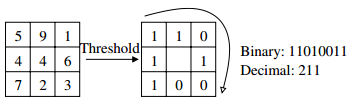 5 9 1
4 4 6
7 2 3
Threshold
1 1 0
1 1
1 0 0
Binary: 11010011
Decimal: 211